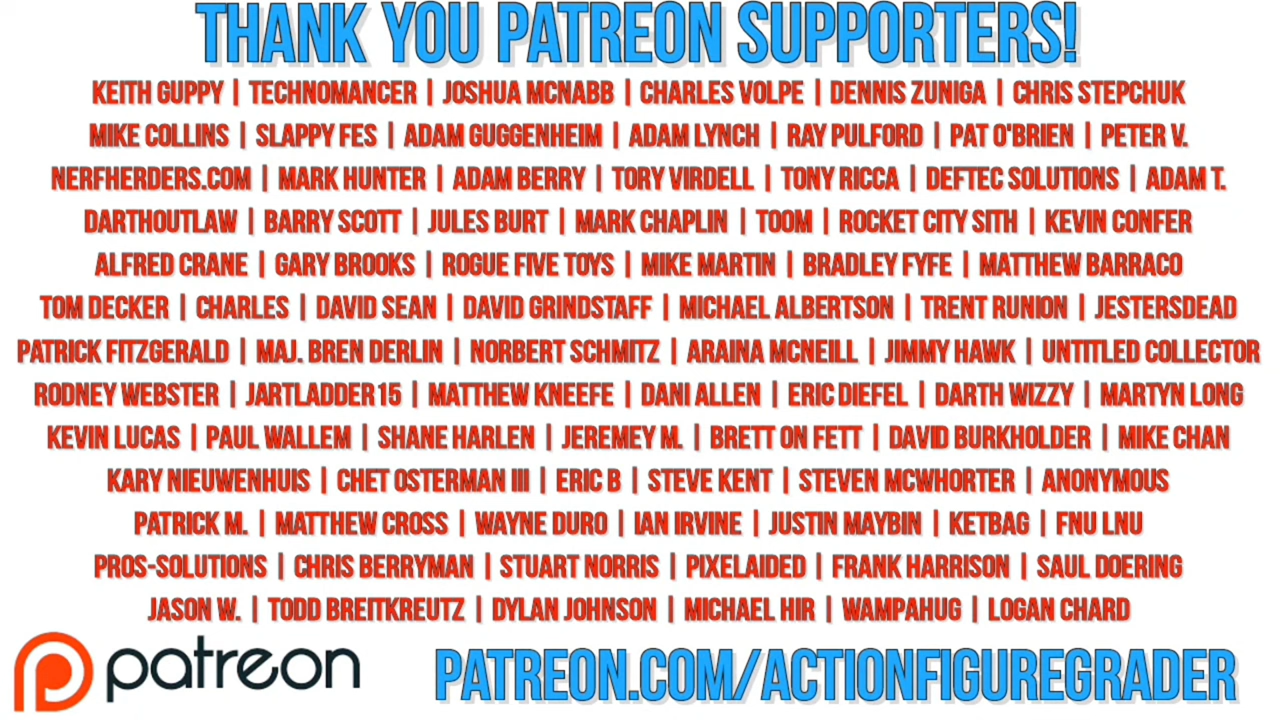 THANK YOU PATREON SUPPORTERS!
KEITH GUPPY | TECHNOMANCER | JOSHUA MCNABB | CHARLES VOLPE | DENNIS ZUNIGA | CHRIS STEPCHUK
MIKE COLLINS | SLAPPY FES | ADAM GUGGENHEIM | ADAM LYNCH | RAY PULFORD | PAT O'BRIEN | PETER V.
NERFHERDERS.COM | MARK HUNTER | ADAM BERRY | TORY VIRDELL | TONY RICCA | DEFTEC SOLUTIONS | ADAM T.
DARTHOUTLAW | BARRY SCOTT | JULES BURT | MARK CHAPLIN | TOOM | ROCKET CITY SITH | KEVIN CONFER
ALFRED CRANE | GARY BROOKS | ROGUE FIVE TOYS | MIKE MARTIN | BRADLEY FYFE | MATTHEW BARRACO
TOM DECKER | CHARLES | DAVID SEAN | DAVID GRINDSTAFF | MICHAEL ALBERTSON | TRENT RUNION | JESTERSDEAD
PATRICK FITZGERALD | MAJ. BREN DERLIN | NORBERT SCHMITZ | ARAINA MCNEILL | JIMMY HAWK | UNTITLED COLLECTOR
RODNEY WEBSTER | JARTLADDER15 | MATTHEW KNEEFE | DANI ALLEN | ERIC DIEFEL | DARTH WIZZY | MARTYN LONG
KEVIN LUCAS | PAUL WALLEM | SHANE HARLEN | JEREMEY M. | BRETT ON FETT | DAVID BURKHOLDER | MIKE CHAN
KARY NIEUWENHUIS | CHET OSTERMAN III | ERIC B | STEVE KENT | STEVEN MCWHORTER | ANONYMOUS
PATRICK M. | MATTHEW CROSS | WAYNE DURO | IAN IRVINE | JUSTIN MAYBIN | KETBAG | FNU LNU
PROS-SOLUTIONS | CHRIS BERRYMAN | STUART NORRIS | PIXELAIDED | FRANK HARRISON | SAUL DOERING
JASON W. | TODD BREITKREUTZ | DYLAN JOHNSON | MICHAEL HIR | WAMPAHUG | LOGAN CHARD
patreon PATREON.COM/ACTIONFIGUREGRADER